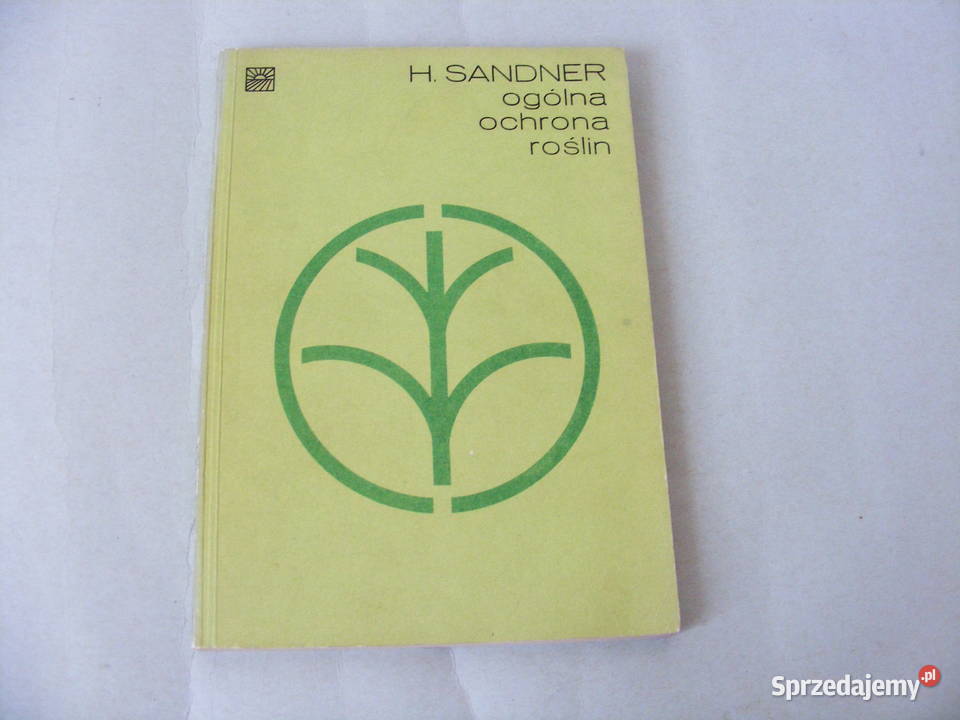 H. SANDNER
ogólna
ochrona
roślin
Sprzedajemy.pl